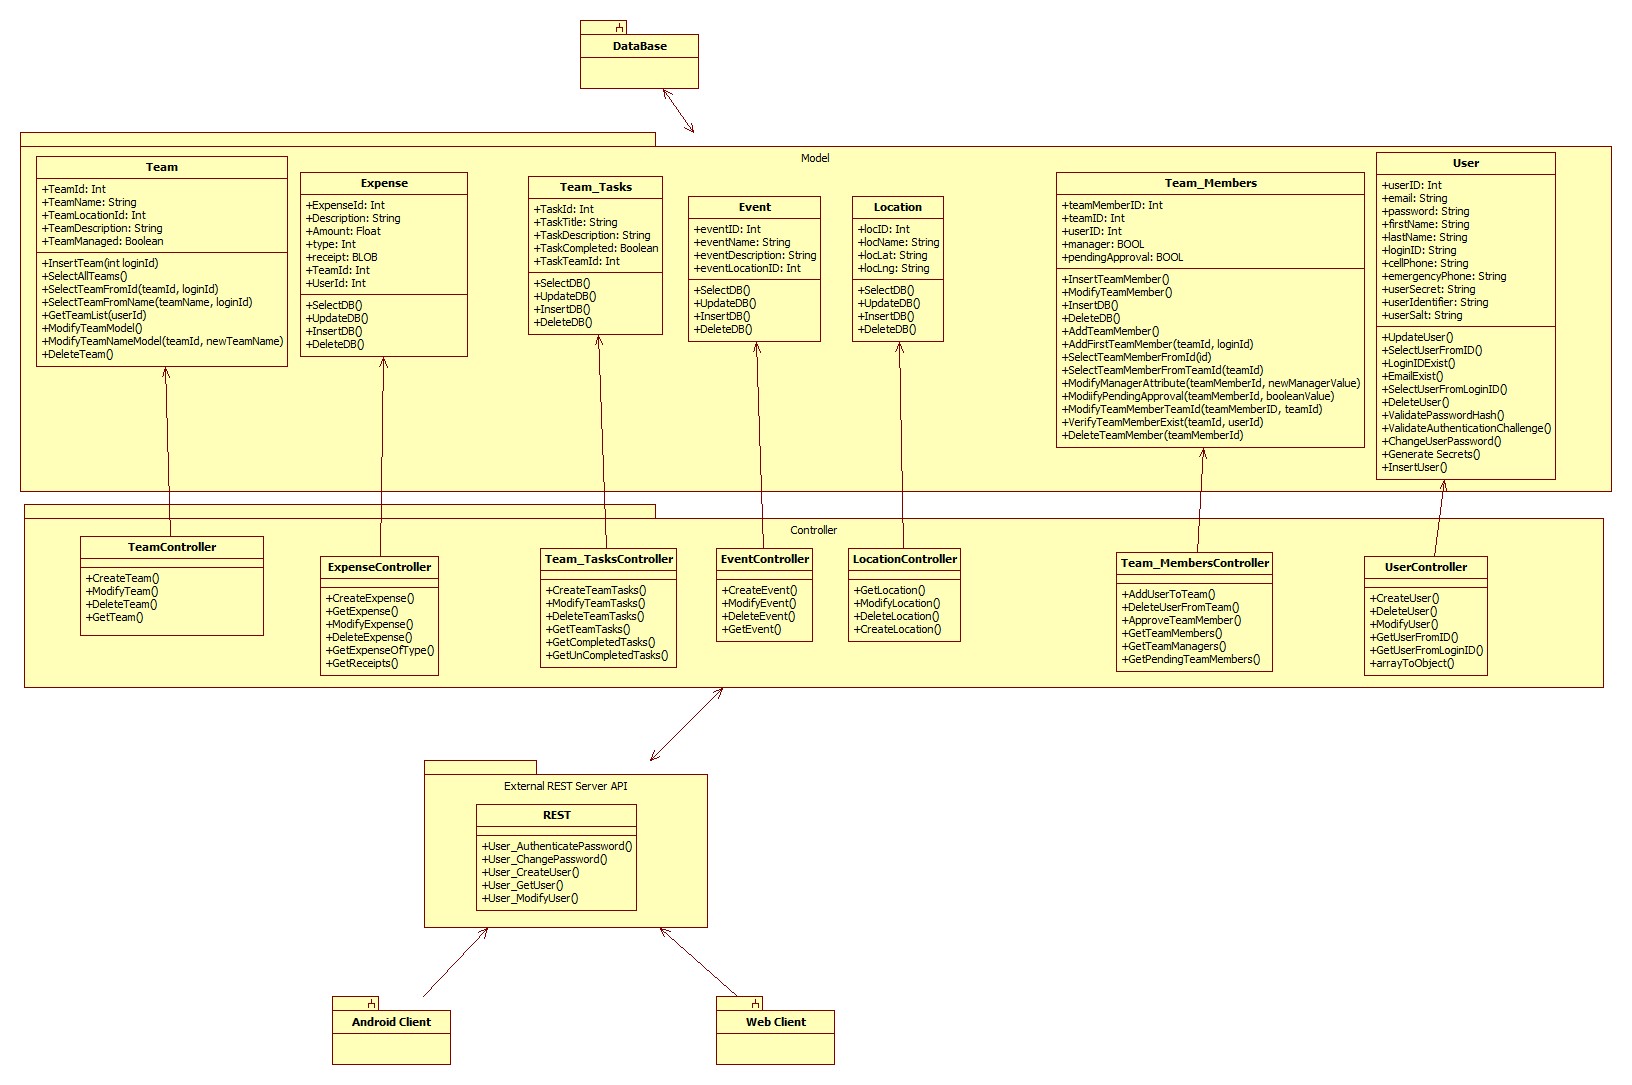 DataBase
Model
Team
+TeamId: Int
+TeamName: String
+TeamLocationId: Int
+TeamDescription: String
+TeamManaged: Boolean
+InsertTeam(int loginId)
+SelectAllTeams()
+SelectTeamFromId(teamId, loginId)
+SelectTeamFromName(teamName, loginId)
+GetTeamList(userId)
+ModifyTeamModel()
+ModifyTeamNameModel(teamId, newTeamName)
+DeleteTeam()
Expense
+ExpenseId: Int
+Description: String
+Amount: Float
+type: Int
+receipt: BLOB
+TeamId: Int
+UserId: Int
+SelectDB()
+UpdateDB()
+InsertDB()
+DeleteDB()
Team_Tasks
+TaskId: Int
+TaskTitle: String
+TaskDescription: String
+TaskCompleted: Boolean
+TaskTeamId: Int
+SelectDB()
+UpdateDB()
+InsertDB()
+DeleteDB()
Event
+eventID: Int
+eventName: String
+eventDescription: String
+eventLocationID: Int
+SelectDB()
+UpdateDB()
+InsertDB()
+DeleteDB()
Location
+locID: Int
+locName: String
+locLat: String
+locLng: String
+SelectDB()
+UpdateDB()
+InsertDB()
+DeleteDB()
Team_Members
+teamMemberID: Int
+teamID: Int
+userID: Int
+manager: BOOL
+pendingApproval: BOOL
+InsertTeamMember()
+ModifyTeamMember()
+InsertDB()
+DeleteDB()
+AddTeamMember()
+AddFirstTeamMember(teamId, loginId)
+SelectTeamMemberFromId(id)
+SelectTeamMemberFromTeamId(teamId)
+ModifyManagerAttribute(teamMemberId, newManagerValue)
+ModiifyPendingApproval(teamMemberId, booleanValue)
+ModifyTeamMemberTeamId(teamMemberID, teamId)
+VerifyTeamMemberExist(teamId, userId)
+DeleteTeamMember(teamMemberId)
User
+userID: Int
+email: String
+password: String
+firstName: String
+lastName: String
+loginID: String
+cellPhone: String
+emergencyPhone: String
+userSecret: String
+userIdentifier: String
+userSalt: String
+UpdateUser()
+SelectUserFromID()
+LoginIDExist()
+EmailExist()
+SelectUserFromLoginID()
+DeleteUser()
+ValidatePasswordHash()
+ValidateAuthenticationChallenge()
+ChangeUserPassword()
+Generate Secrets()
+InsertUser()
Controller
TeamController
+CreateTeam()
+ModifyTeam()
+DeleteTeam()
+GetTeam()
ExpenseController
+CreateExpense()
+GetExpense()
+ModifyExpense()
+DeleteExpense()
+GetExpenseOfType()
+GetReceipts()
Team_TasksController
+CreateTeamTasks()
+ModifyTeamTasks()
+DeleteTeamTasks()
+GetTeamTasks()
+GetCompletedTasks()
+GetUnCompletedTasks()
EventController
+CreateEvent()
+ModifyEvent()
+DeleteEvent()
+GetEvent()
LocationController
+GetLocation()
+ModifyLocation()
+DeleteLocation()
+CreateLocation()
Team_MembersController
+AddUserToTeam()
+DeleteUserFromTeam()
+ApproveTeamMember()
+GetTeamMembers()
+GetTeamManagers()
+GetPendingTeamMembers()
UserController
+CreateUser()
+DeleteUser()
+ModifyUser()
+GetUserFromID()
+GetUserFromLoginID()
+arrayToObject()
External REST Server API
REST
+User_AuthenticatePassword()
+User_ChangePassword()
+User_CreateUser()
+User_GetUser()
+User_ModifyUser()
Android Client
Web Client